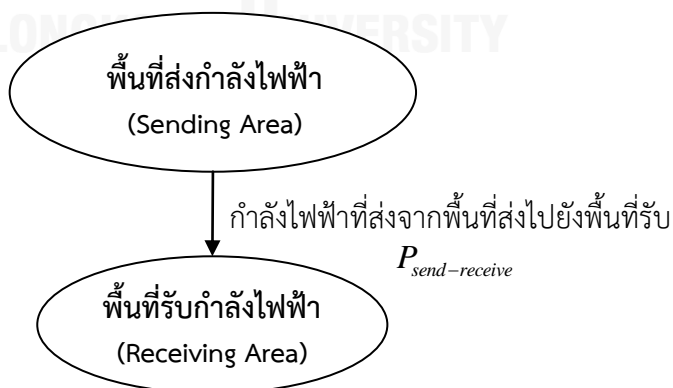 พื้นที่ส่งกำลังไฟฟ้า
(Sending Area)
กำลังไฟฟ้าที่ส่งจากพื้นที่ส่งไปยังพื้นที่รับ
P_{send-receive}
พื้นที่รับกำลังไฟฟ้า
(Receiving Area)